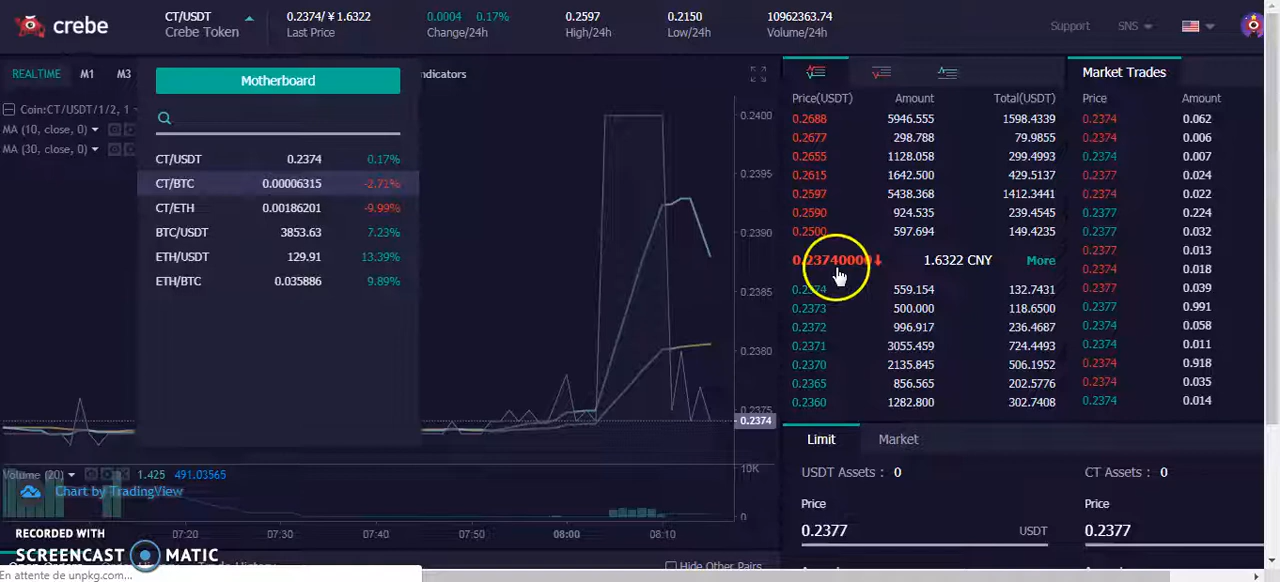 crebe
CT/USDT
Crebe Token
0.2374/ ¥1.6322
Last Price
0.0004 0.17%
Change/24h
0.2597
High/24h
0.2150
Low/24h
10962363.74
Volume/24h
Support
SNS
REALTIME M1 M3
ndicators
Coin:CT/USDT/1/2, 1
MA (10, close, 0)
MA (30, close, 0)
Motherboard
CT/USDT 0.2374 0.17%
CT/BTC 0.00006315 -2.71%
CT/ETH 0.00186201 -9.99%
BTC/USDT 3853.63 7.23%
ETH/USDT 129.91 13.39%
ETH/BTC 0.035886 9.89%
0.2400
0.2395
0.2390
0.2385
0.2380
0.2375
0.2374
10K
0
Volume (20) 1.425 491.03565
Chart by TradingView
07:20 07:30 07:40 07:50 08:00 08:10
Price(USDT) Amount Total(USDT)
0.2688 5946.555 1598.4339
0.2677 298.788 79.9855
0.2655 1128.058 299.4993
0.2615 1642.500 429.5137
0.2597 5438.368 1412.3441
0.2590 924.535 239.4545
0.2500 597.694 149.4235
0.23740000↓ 1.6322 CNY More
0.2374 559.154 132.7431
0.2373 500.000 118.6500
0.2372 996.917 236.4687
0.2371 3055.459 724.4493
0.2370 2135.845 506.1952
0.2365 856.565 202.5776
0.2360 1282.800 302.7408
Market Trades
Price Amount
0.2374 0.062
0.2374 0.006
0.2374 0.007
0.2377 0.024
0.2374 0.022
0.2377 0.224
0.2377 0.032
0.2377 0.013
0.2374 0.018
0.2377 0.039
0.2377 0.991
0.2377 0.058
0.2377 0.011
0.2374 0.918
0.2374 0.035
0.2374 0.014
Limit Market
USDT Assets : 0
Price
0.2377 USDT
CT Assets : 0
Price
0.2377
RECORDED WITH
SCREENCAST MATIC
Hide Other Pairs
En attente de unpkg.com...